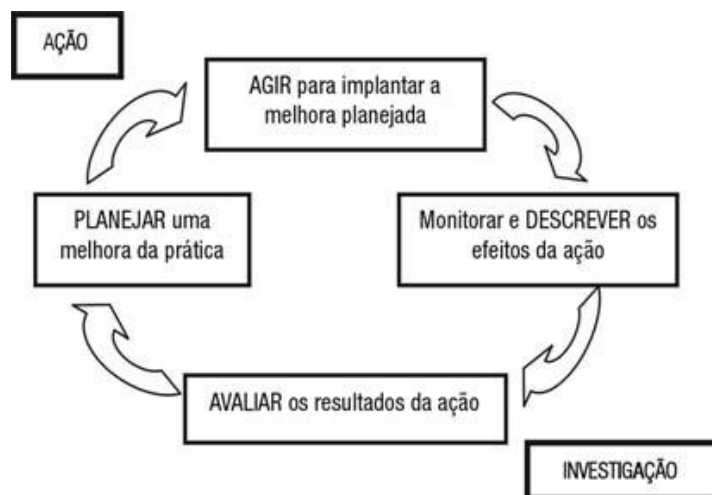 AÇÃO
AGIR para implantar a
melhora planejada
PLANEJAR uma
melhora da prática
Monitorar e DESCREVER os
efeitos da ação
AVALIAR os resultados da ação
INVESTIGAÇÃO